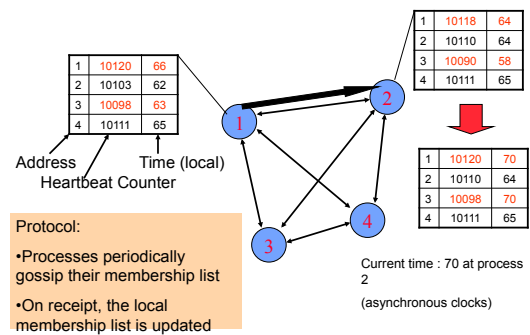 1 10120 66
2 10103 62
3 10098 63
4 10111 65
Address
Time (local)
Heartbeat Counter
1 10118 64
2 10110 64
3 10090 58
4 10111 65
1
2
3
4
1 10120 70
2 10110 64
3 10098 70
4 10111 65
Protocol:
•Processes periodically
gossip their membership list
•On receipt, the local
membership list is updated
Current time : 70 at process
2
(asynchronous clocks)